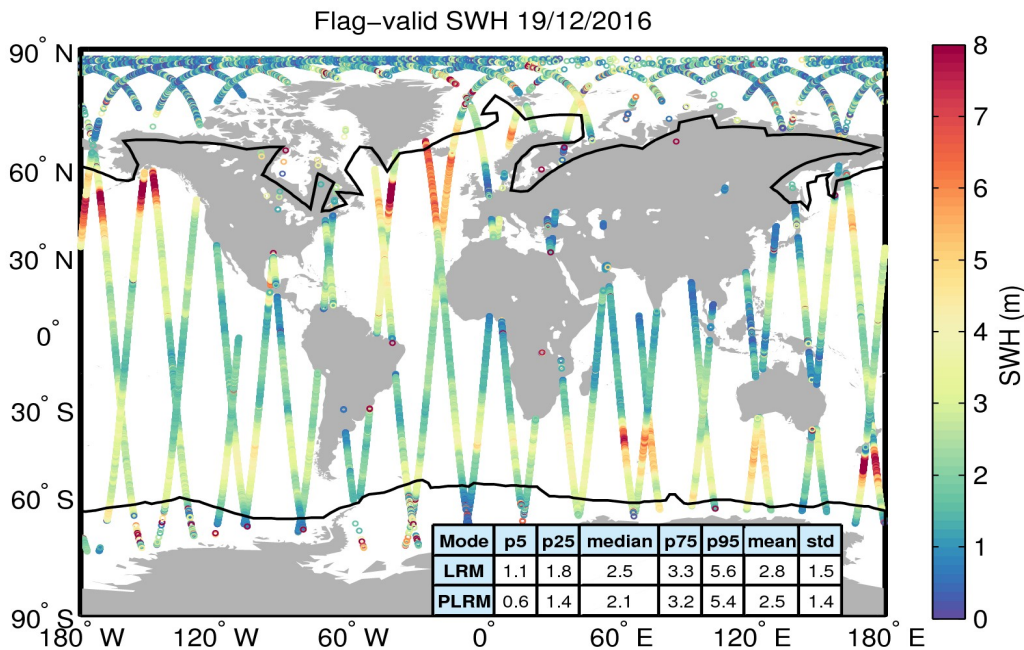 Flag−valid SWH 19/12/2016
90° N
60° N
30° N
0°
30° S
60° S
90° S
180° W
120° W
60° W
0°
60° E
120° E
180° E
Mode p5 p25 median p75 p95 mean std
LRM 1.1 1.8 2.5 3.3 5.6 2.8 1.5
PLRM 0.6 1.4 2.1 3.2 5.4 2.5 1.4
8
7
6
5
4
3
2
1
0
SWH (m)